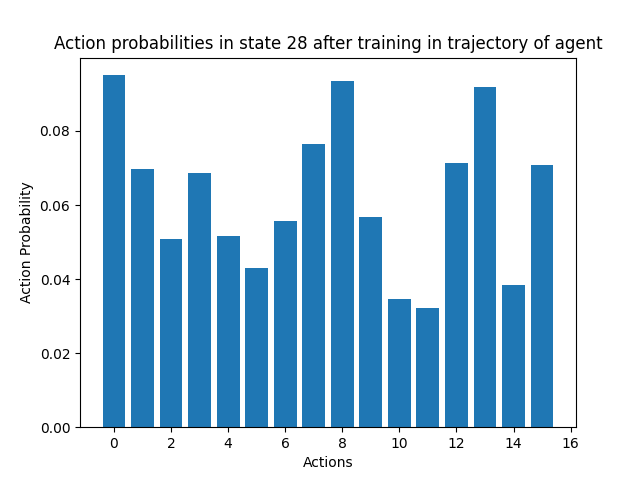 Action probabilities in state 28 after training in trajectory of agent
Action Probability
0.08
0.06
0.04
0.02
0.00
0 2 4 6 8 10 12 14 16
Actions